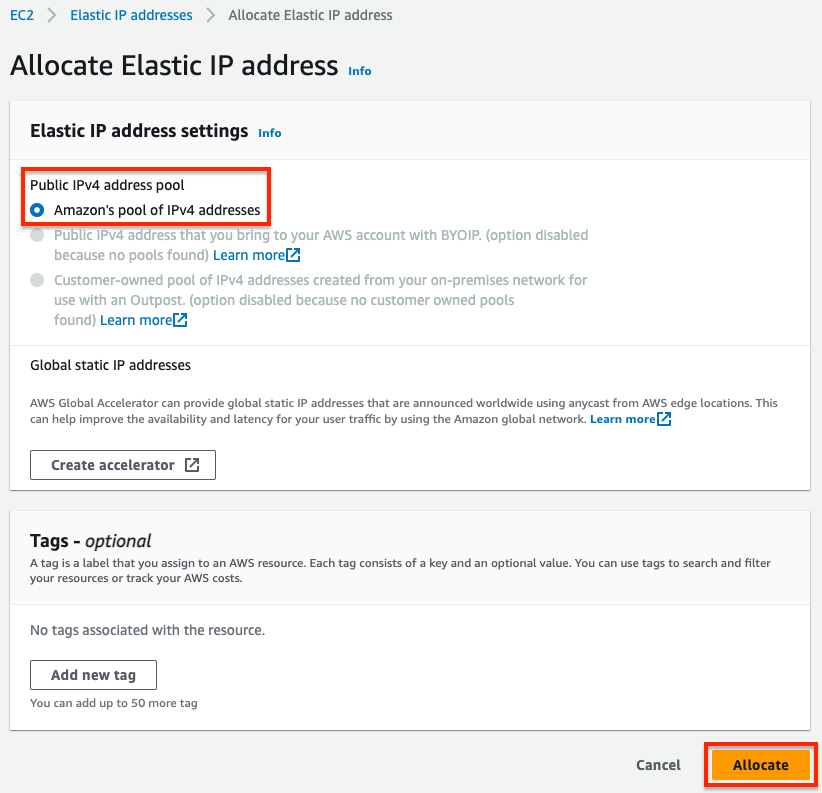 EC2 > Elastic IP addresses > Allocate Elastic IP address
Allocate Elastic IP address Info
Elastic IP address settings Info
Public IPv4 address pool
Amazon's pool of IPv4 addresses
Public IPv4 address that you bring to your AWS account with BYOIP. (option disabled
because no pools found) Learn more
Customer-owned pool of IPv4 addresses created from your on-premises network for
use with an Outpost. (option disabled because no customer owned pools
found) Learn more
Global static IP addresses
AWS Global Accelerator can provide global static IP addresses that are announced worldwide using anycast from AWS edge locations. This
can help improve the availability and latency for your user traffic by using the Amazon global network. Learn more
Create accelerator
Tags - optional
A tag is a label that you assign to an AWS resource. Each tag consists of a key and an optional value. You can use tags to search and filter
your resources or track your AWS costs.
No tags associated with the resource.
Add new tag
You can add up to 50 more tag
Cancel Allocate